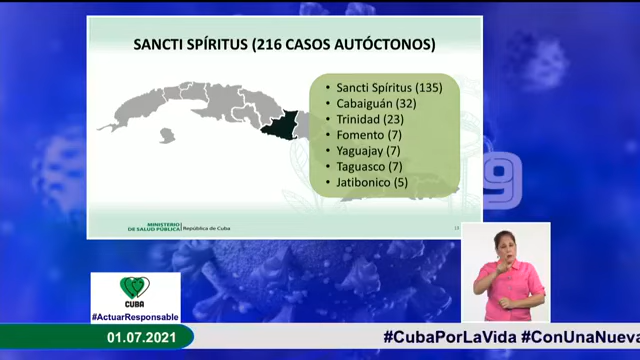 SANCTI SPÍRITUS (216 CASOS AUTÓCTONOS)
• Sancti Spíritus (135)
• Cabaiguán (32)
• Trinidad (23)
• Fomento (7)
• Yaguajay (7)
• Taguasco (7)
• Jatibonico (5)
MINISTERIO
DE SALUD PÚBLICA
República de Cuba
9
CUBA
#ActuarResponsable
01.07.2021
#CubaPorLaVida #ConUnaNueva